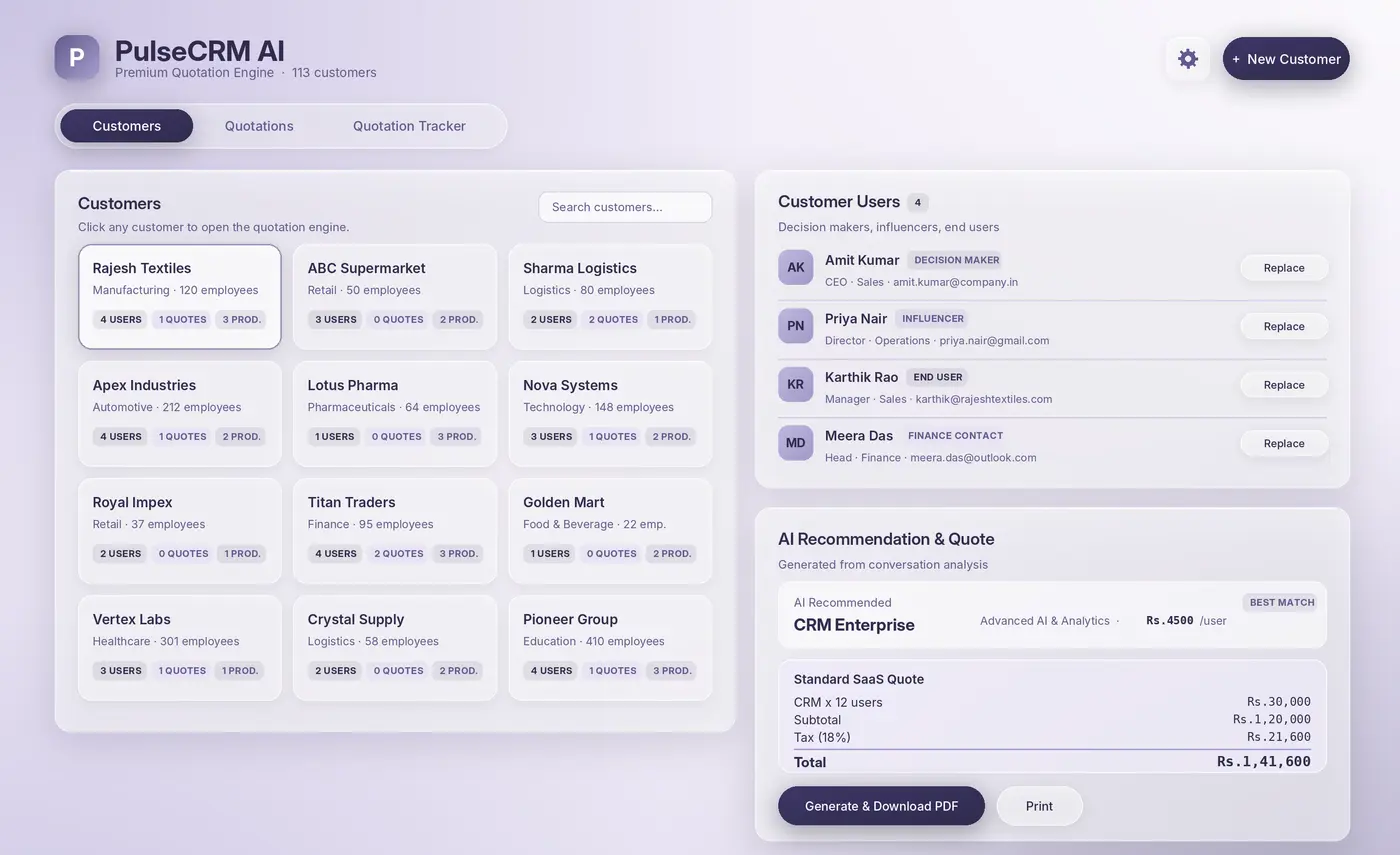 P
PulseCRM AI
Premium Quotation Engine · 113 customers
+ New Customer
Customers
Quotations
Quotation Tracker
Customers
Search customers...
Click any customer to open the quotation engine.
Rajesh Textiles
Manufacturing · 120 employees
4 USERS 1 QUOTES 3 PROD.
ABC Supermarket
Retail · 50 employees
3 USERS 0 QUOTES 2 PROD.
Sharma Logistics
Logistics · 80 employees
2 USERS 2 QUOTES 1 PROD.
Apex Industries
Automotive · 212 employees
4 USERS 1 QUOTES 2 PROD.
Lotus Pharma
Pharmaceuticals · 64 employees
1 USERS 0 QUOTES 3 PROD.
Nova Systems
Technology · 148 employees
3 USERS 1 QUOTES 2 PROD.
Royal Impex
Retail · 37 employees
2 USERS 0 QUOTES 1 PROD.
Titan Traders
Finance · 95 employees
4 USERS 2 QUOTES 3 PROD.
Golden Mart
Food & Beverage · 22 emp.
1 USERS 0 QUOTES 2 PROD.
Vertex Labs
Healthcare · 301 employees
3 USERS 1 QUOTES 1 PROD.
Crystal Supply
Logistics · 58 employees
2 USERS 0 QUOTES 2 PROD.
Pioneer Group
Education · 410 employees
4 USERS 1 QUOTES 3 PROD.
Customer Users 4
Decision makers, influencers, end users
AK
Amit Kumar DECISION MAKER
CEO · Sales · amit.kumar@company.in
Replace
PN
Priya Nair INFLUENCER
Director · Operations · priya.nair@gmail.com
Replace
KR
Karthik Rao END USER
Manager · Sales · karthik@rajeshtextiles.com
Replace
MD
Meera Das FINANCE CONTACT
Head · Finance · meera.das@outlook.com
Replace
AI Recommendation & Quote
Generated from conversation analysis
AI Recommended
BEST MATCH
CRM Enterprise
Advanced AI & Analytics · Rs.4500 /user
Standard SaaS Quote
CRM x 12 users Rs.30,000
Subtotal Rs.1,20,000
Tax (18%) Rs.21,600
Total Rs.1,41,600
Generate & Download PDF
Print